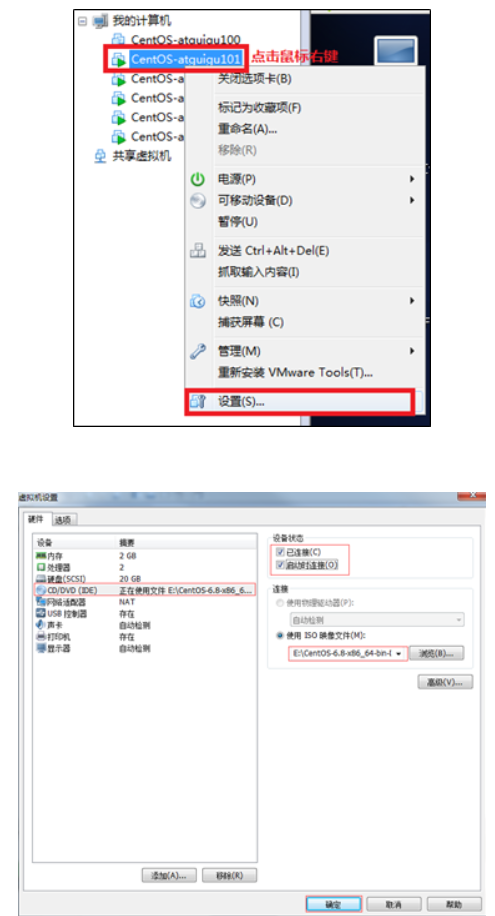 我的计算机
CentOS-atguigu100
CentOS-atguigu101 点击鼠标右键
CentOS-a
关闭选项卡(B)
CentOS-a
标记为收藏项(F)
CentOS-a
重命名(A)...
CentOS-a
移除(R)
共享虚拟机
电源(P)
可移动设备(D)
暂停(U)
发送 Ctrl+Alt+Del(E)
抓取输入内容(I)
快照(N)
捕获屏幕 (C)
管理(M)
重新安装 VMware Tools(T)...
设置(S)...
虚拟机设置
硬件 选项
设备 摘要
内存 2 GB
处理器 2
硬盘(SCSI) 20 GB
CD/DVD (IDE) 正在使用文件 E:\CentOS-6.8-x86_6...
网络适配器 NAT
USB 控制器 存在
声卡 自动检测
打印机 存在
显示器 自动检测
添加(A)... 移除(R)
设备状态
已连接(C)
启动时连接(O)
连接
使用物理驱动器(P):
自动检测
使用 ISO 映像文件(M):
E:\CentOS-6.8-x86_64-bin-I 浏览(B)...
高级(V)...
确定 取消 帮助